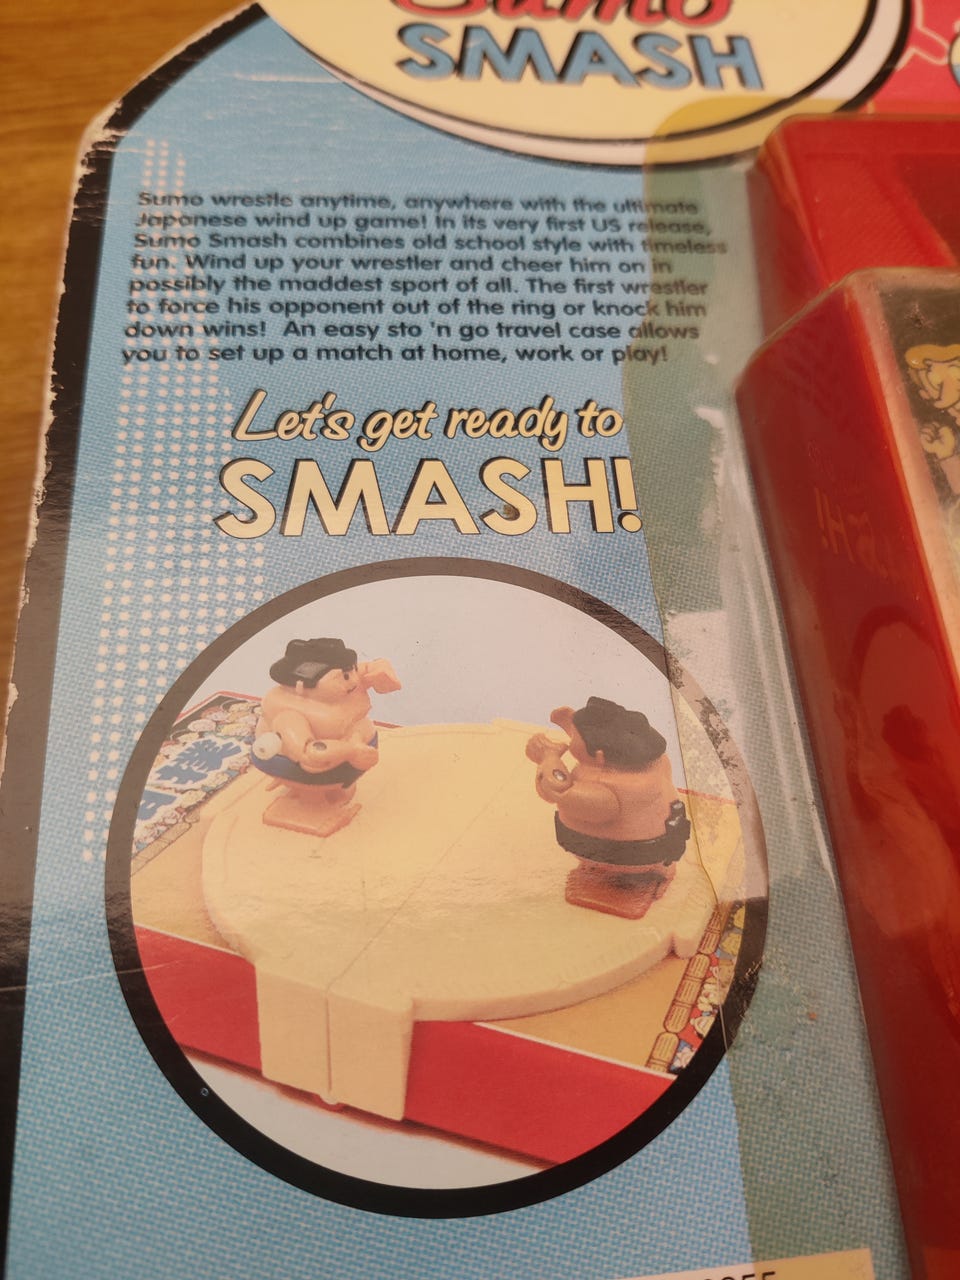 Sumo
SMASH
Sumo wrestle anytime, anywhere with the ultimate
Japanese wind up game! In its very first US release,
Sumo Smash combines old school style with timeless
fun. Wind up your wrestler and cheer him on in
possibly the maddest sport of all. The first wrestler
to force his opponent out of the ring or knock him
down wins! An easy sto 'n go travel case allows
you to set up a match at home, work or play!
Let's get ready to
SMASH!